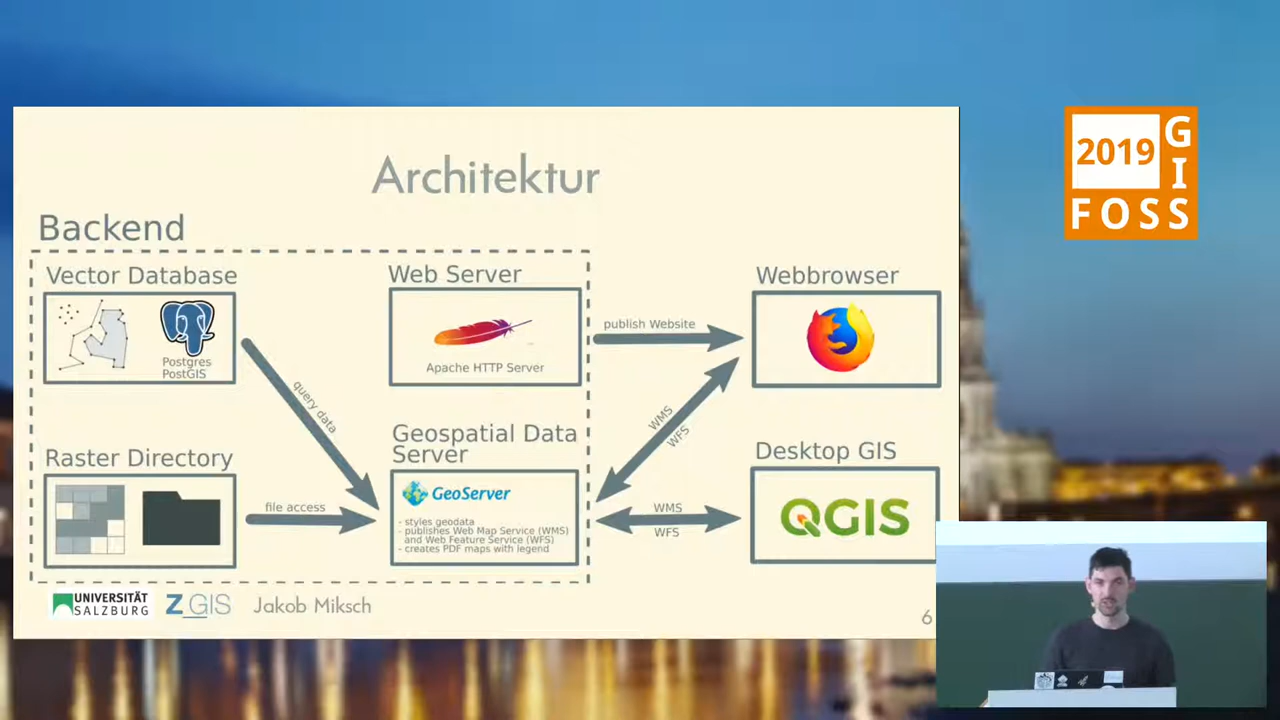 Architektur
Backend
Vector Database
Postgres
PostGIS
Web Server
Apache HTTP Server
publish Website
Webbrowser
query data
WMS
WFS
Raster Directory
file access
Geospatial Data
Server
GeoServer
- styles geodata
- publishes Web Map Service (WMS)
and Web Feature Service (WFS)
- creates PDF maps with legend
WMS
WFS
Desktop GIS
QGIS
UNIVERSITÄT
SALZBURG
Z_GIS
Jakob Miksch
6
2019
GIS
FOSS